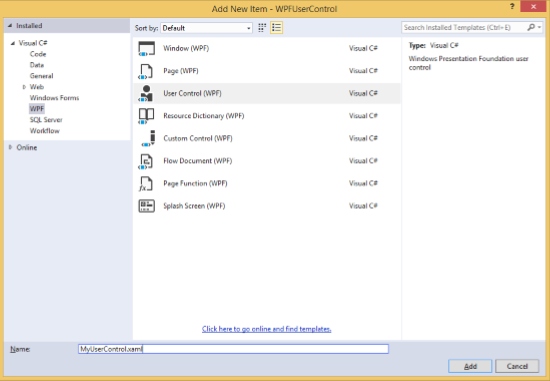 Add New Item - WPFUserControl
? ×
Installed
Sort by: Default
Search Installed Templates (Ctrl+E)
Visual C#
Code
Data
General
Web
Windows Forms
WPF
SQL Server
Workflow
Online
Window (WPF) Visual C#
Page (WPF) Visual C#
User Control (WPF) Visual C#
Resource Dictionary (WPF) Visual C#
Custom Control (WPF) Visual C#
Flow Document (WPF) Visual C#
Page Function (WPF) Visual C#
Splash Screen (WPF) Visual C#
Type: Visual C#
Windows Presentation Foundation user
control
Click here to go online and find templates.
Name: MyUserControl.xaml
Add Cancel